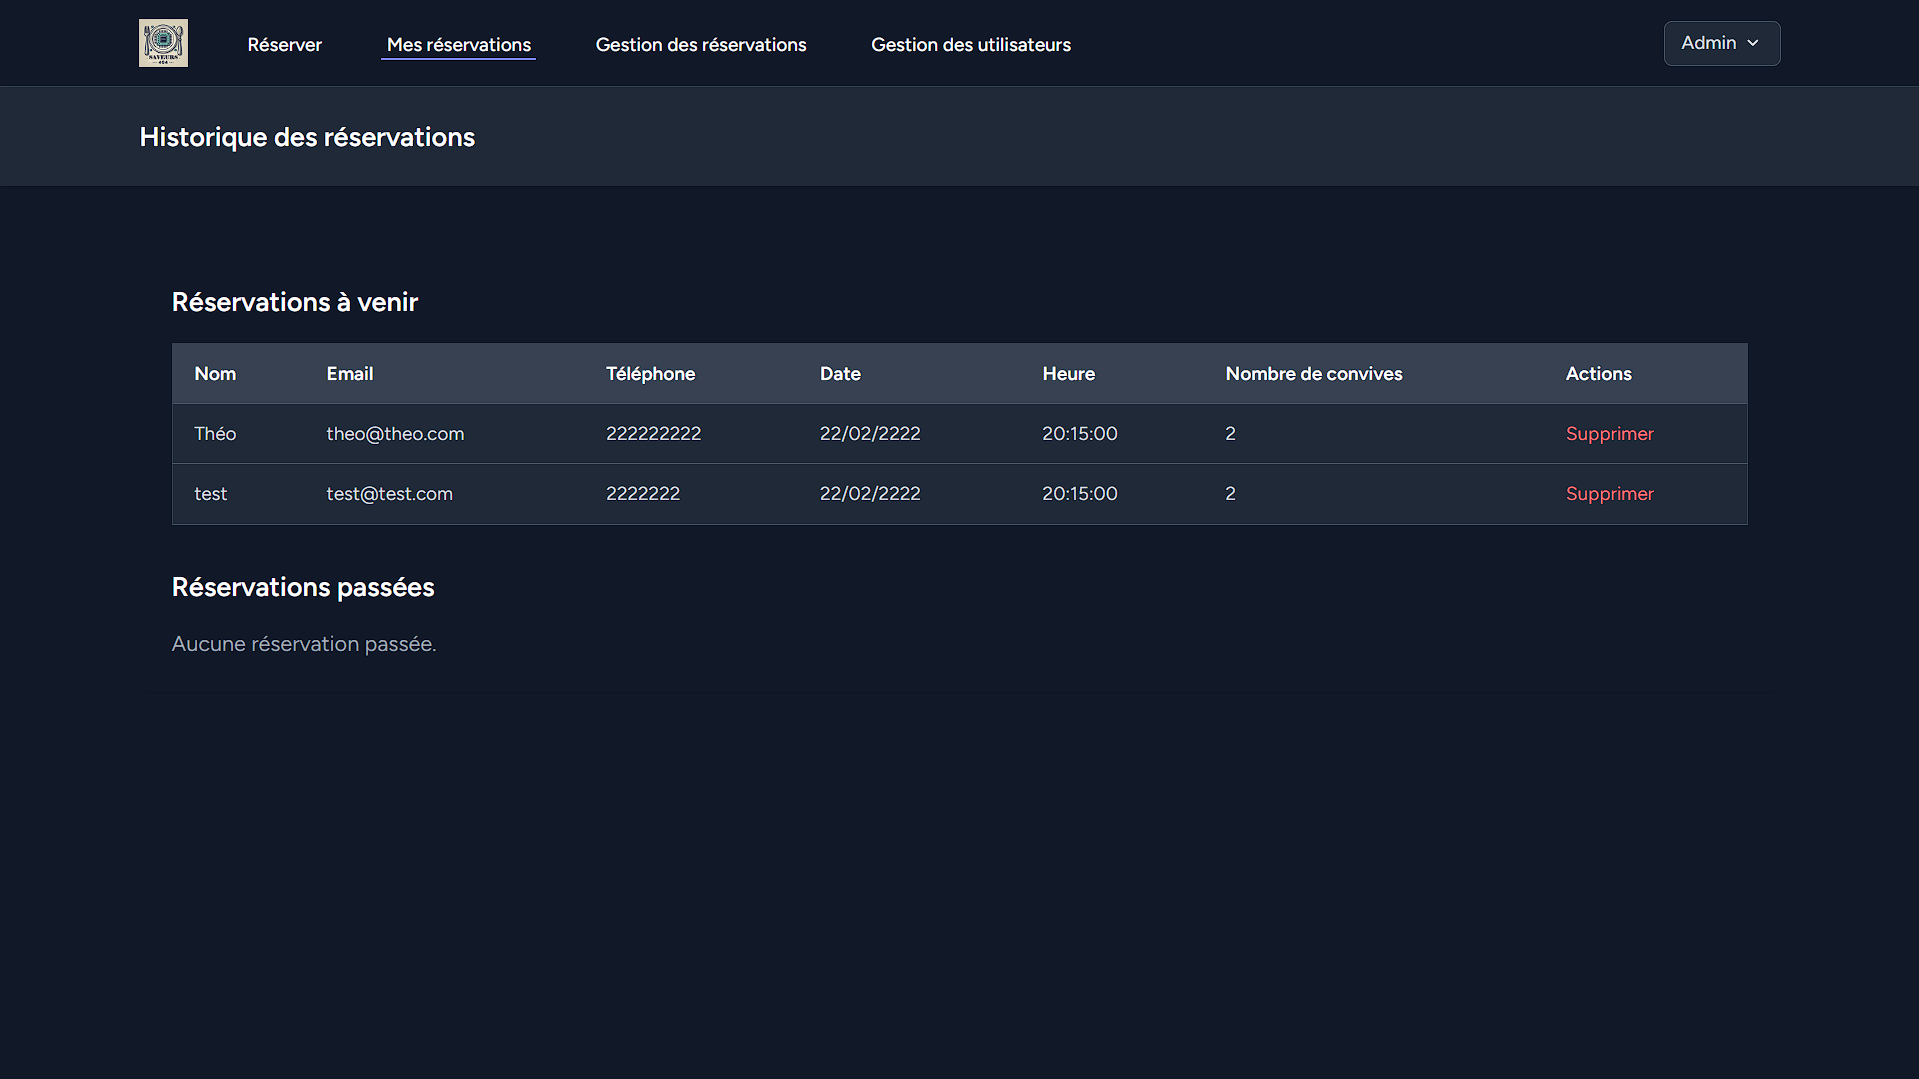 SAVEURS
404
Réserver
Mes réservations
Gestion des réservations
Gestion des utilisateurs
Admin
Historique des réservations
Réservations à venir
Nom Email Téléphone Date Heure Nombre de convives Actions
Théo theo@theo.com 222222222 22/02/2222 20:15:00 2 Supprimer
test test@test.com 2222222 22/02/2222 20:15:00 2 Supprimer
Réservations passées
Aucune réservation passée.